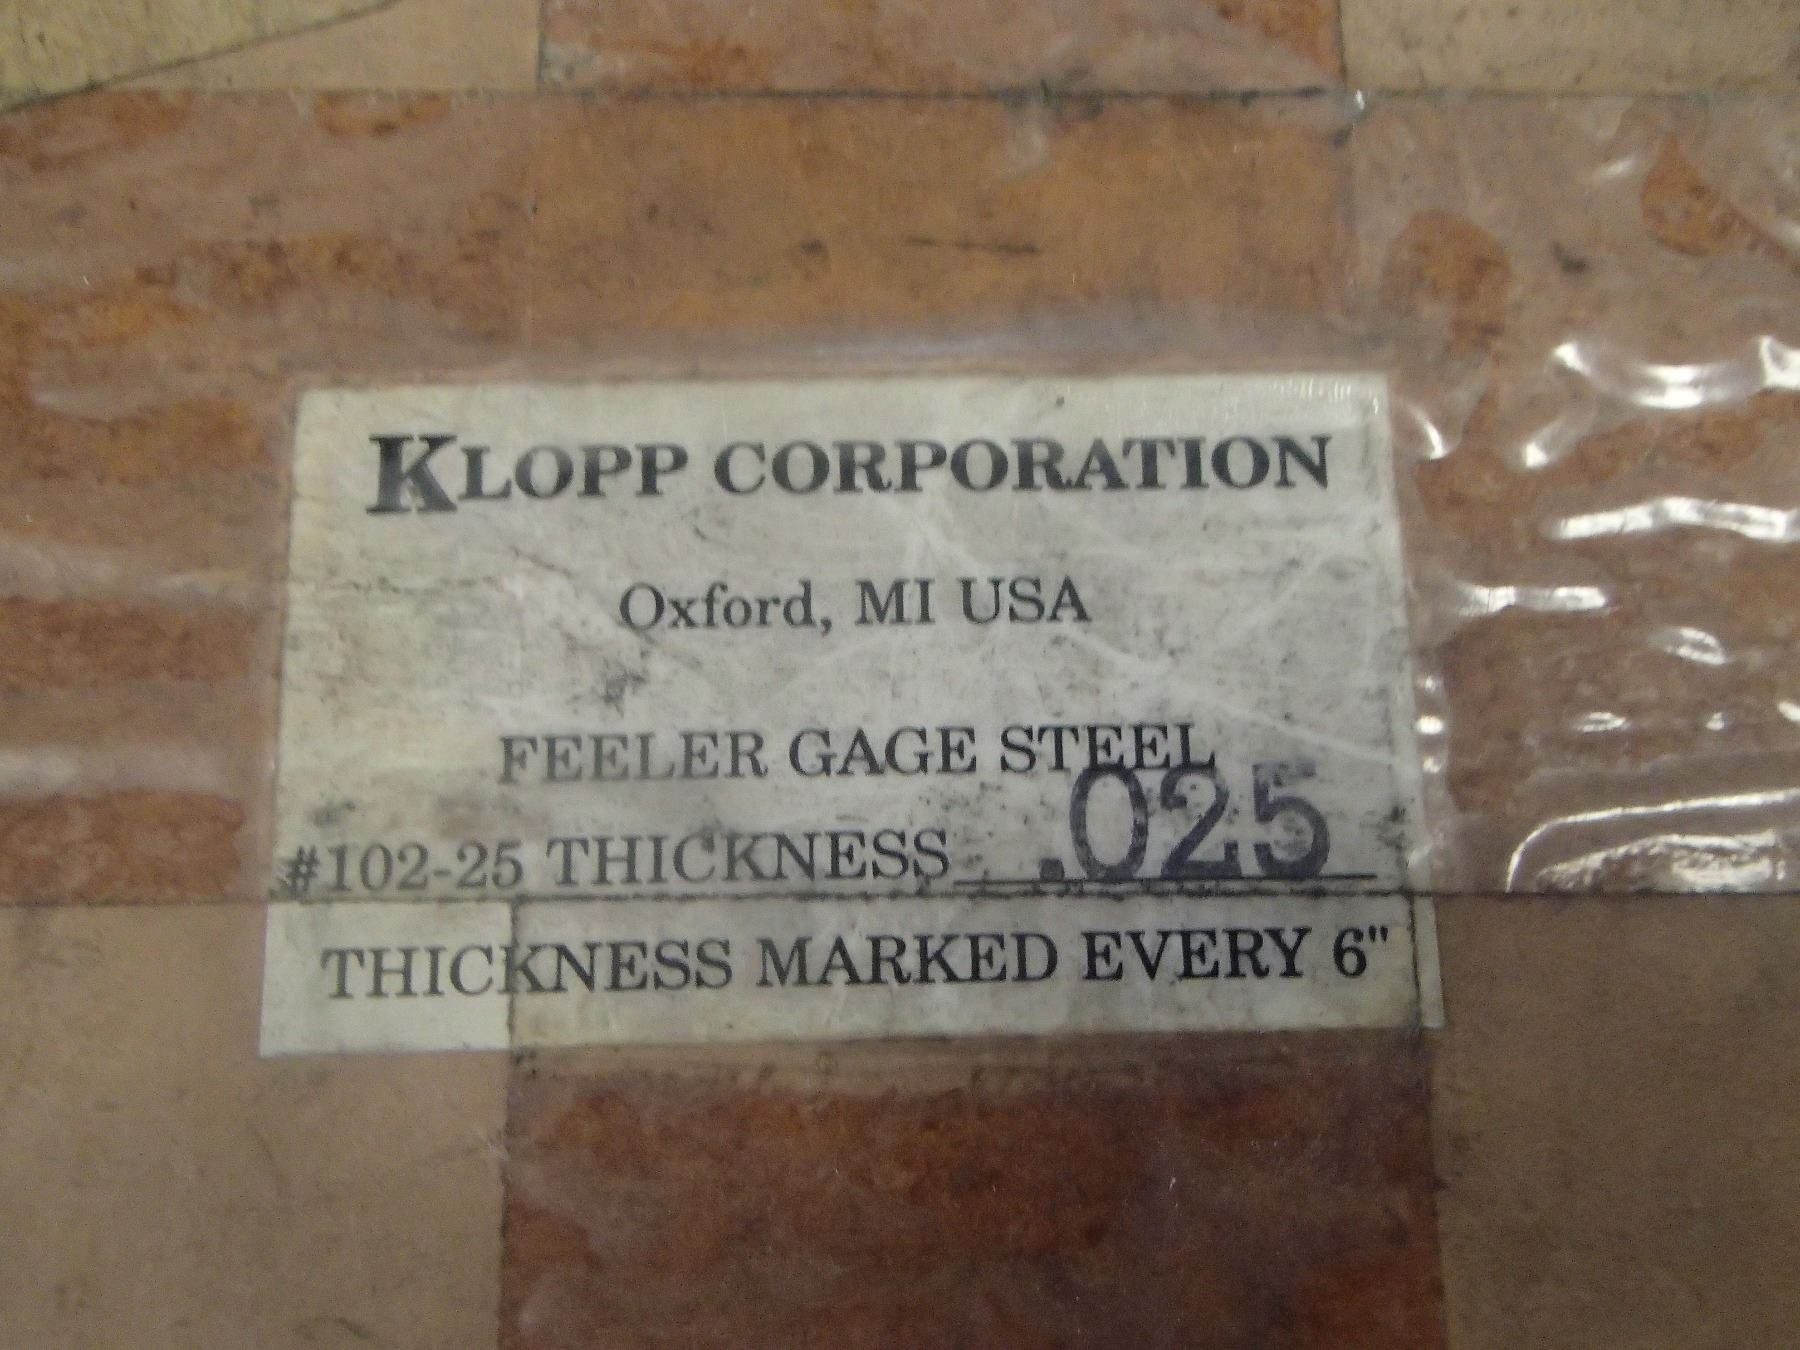 KLOPP CORPORATION
Oxford, MI USA
FEELER GAGE STEEL
#102-25 THICKNESS .025
THICKNESS MARKED EVERY 6"